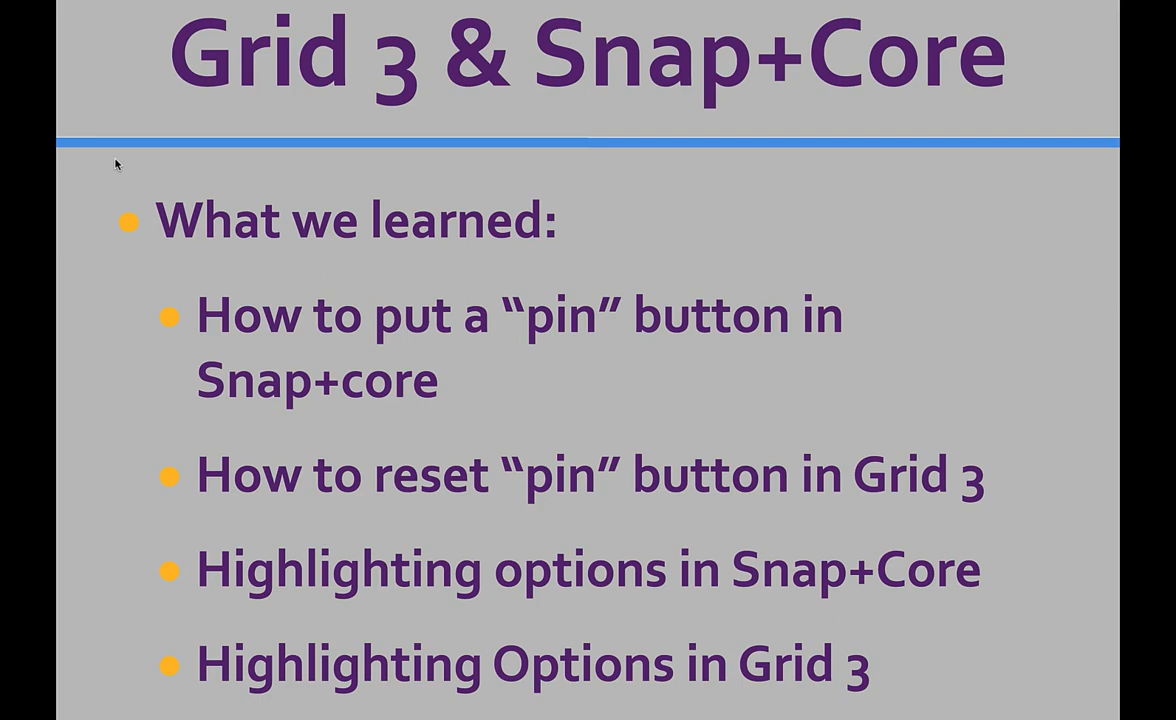 Grid 3 & Snap+Core
What we learned:
How to put a “pin” button in
Snap+core
How to reset “pin” button in Grid 3
Highlighting options in Snap+Core
Highlighting Options in Grid 3